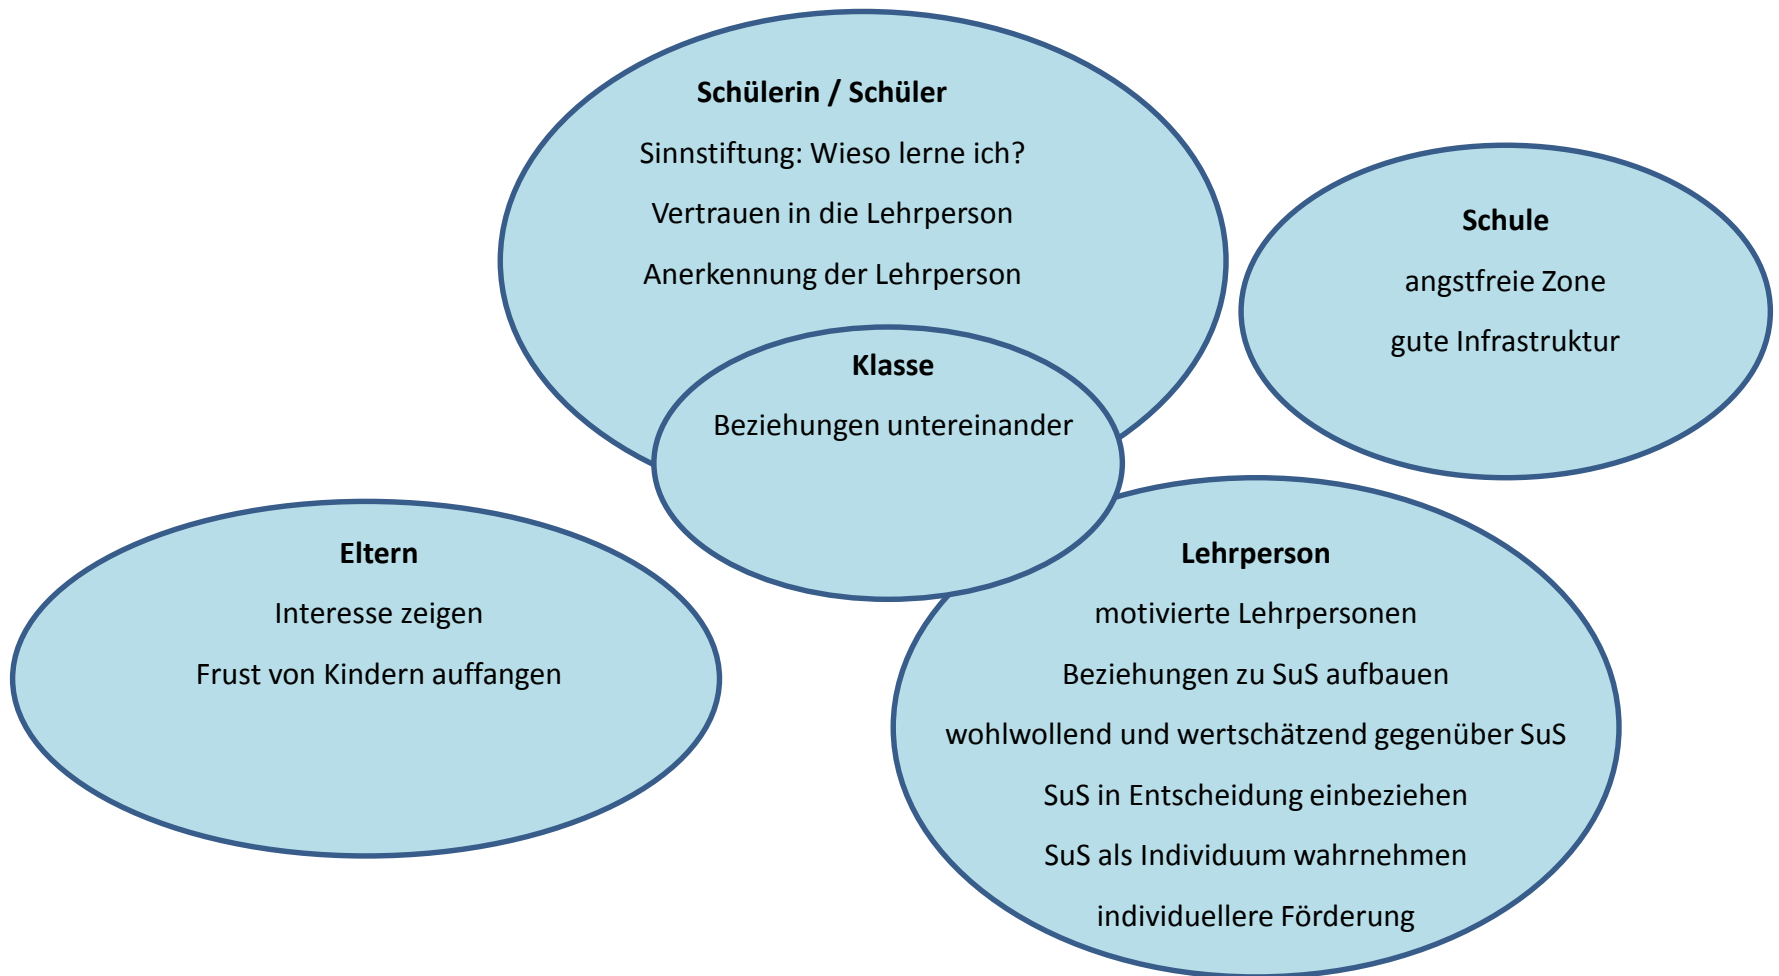 Schülerin / Schüler
Sinnstiftung: Wieso lerne ich?
Vertrauen in die Lehrperson
Anerkennung der Lehrperson
Schule
angstfreie Zone
gute Infrastruktur
Klasse
Beziehungen untereinander
Eltern
Interesse zeigen
Frust von Kindern auffangen
Lehrperson
motivierte Lehrpersonen
Beziehungen zu SuS aufbauen
wohlwollend und wertschätzend gegenüber SuS
SuS in Entscheidung einbeziehen
SuS als Individuum wahrnehmen
individuellere Förderung